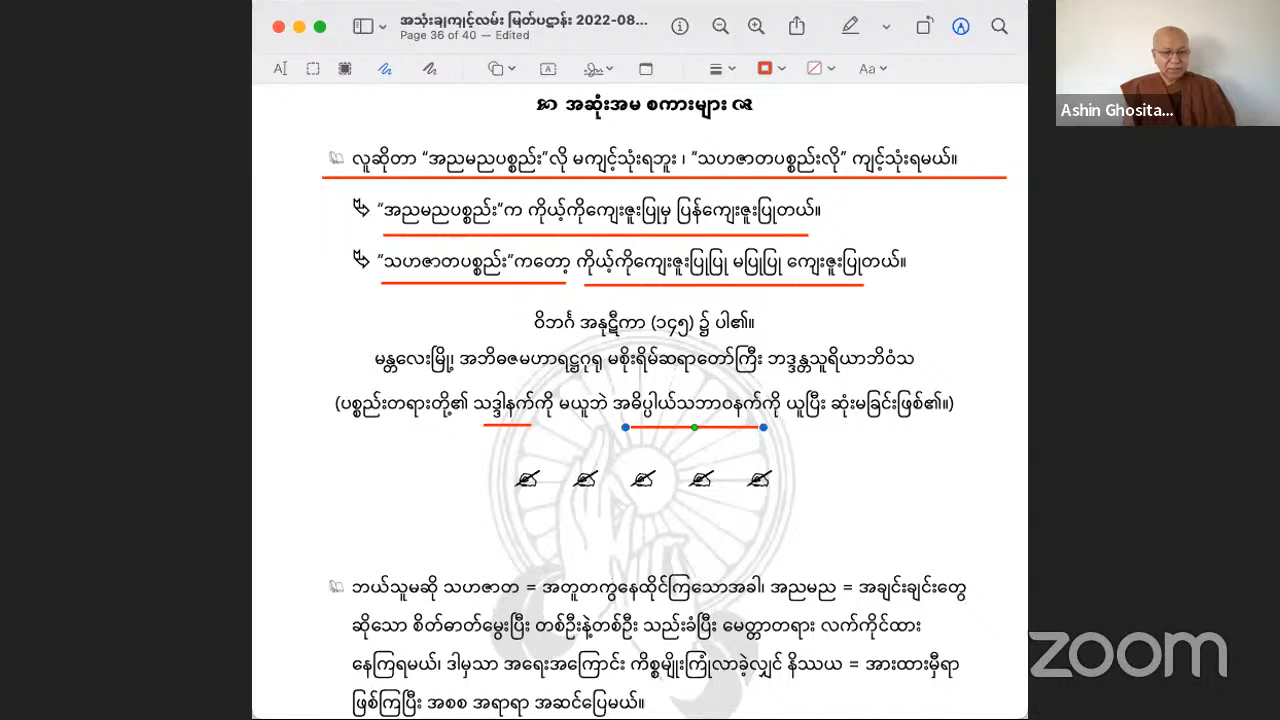 အသုံးချကျင့်လမ်း မြတ်ပဋ္ဌာန်း 2022-08...
Page 36 of 40 — Edited
Aa
Ashin Ghosita...
အဆုံးအမ စကားများ
လူဆိုတာ “အညမညပစ္စည်း”လို မကျင့်သုံးရဘူး ၊ “သဟဇာတပစ္စည်းလို” ကျင့်သုံးရမယ်။
“အညမညပစ္စည်း”က ကိုယ့်ကိုကျေးဇူးပြုမှ ပြန်ကျေးဇူးပြုတယ်။
“သဟဇာတပစ္စည်း”ကတော့ ကိုယ့်ကိုကျေးဇူးပြုပြု မပြုပြု ကျေးဇူးပြုတယ်။
ဝိဘင်္ဂ အနုဋီကာ (၁၄၅) ၌ ပါ၏။
မန္တလေးမြို့၊ အဘိဓဇမဟာရဋ္ဌဂုရု မစိုးရိမ်ဆရာတော်ကြီး ဘဒ္ဒန္တသူရိယာဘိဝံသ
(ပစ္စည်းတရားတို့၏ သဒ္ဒါနက်ကို မယူဘဲ အဓိပ္ပါယ်သဘာဝနက်ကို ယူပြီး ဆုံးမခြင်းဖြစ်၏။)
ဘယ်သူမဆို သဟဇာတ = အတူတကွနေထိုင်ကြသောအခါ၊ အညမည = အချင်းချင်းတွေ
ဆိုသော စိတ်ဓာတ်မွေးပြီး တစ်ဦးနဲ့တစ်ဦး သည်းခံပြီး မေတ္တာတရား လက်ကိုင်ထား
နေကြရမယ်၊ ဒါမှသာ အရေးအကြောင်း ကိစ္စမျိုးကြုံလာခဲ့လျှင် နိဿယ = အားထားမှီရာ
ဖြစ်ကြပြီး အစစ အရာရာ အဆင်ပြေမယ်။
zoom